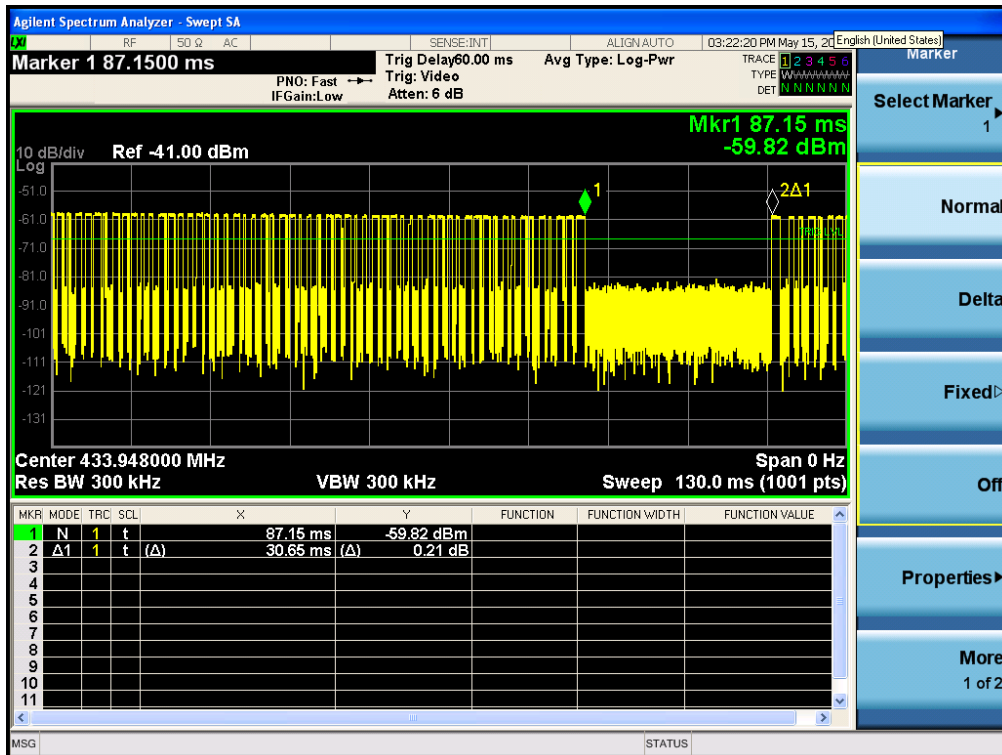 Agilent Spectrum Analyzer - Swept SA
LXI RF 50 Ω AC SENSE:INT ALIGN AUTO 03:22:20 PM May 15, 20
English (United States)
Marker 1 87.1500 ms
PNO: Fast
IFGain:Low
Trig Delay60.00 ms
Trig: Video
Atten: 6 dB
Avg Type: Log-Pwr
TRACE 1 2 3 4 5 6
TYPE
DET N N N N N N
Mkr1 87.15 ms
-59.82 dBm
10 dB/div Ref -41.00 dBm
Log
1
2Δ1
-51.0
-61.0
TRIG LVL
-71.0
-81.0
-91.0
-101
-111
-121
-131
Center 433.948000 MHz Span 0 Hz
Res BW 300 kHz VBW 300 kHz Sweep 130.0 ms (1001 pts)
MKR MODE TRC SCL X Y FUNCTION FUNCTION WIDTH FUNCTION VALUE
1 N 1 t 87.15 ms -59.82 dBm
2 Δ1 1 t (Δ) 30.65 ms (Δ) 0.21 dB
3
4
5
6
7
8
9
10
11
MSG STATUS
Marker
Select Marker
1
Normal
Delta
Fixed
Off
Properties
More
1 of 2